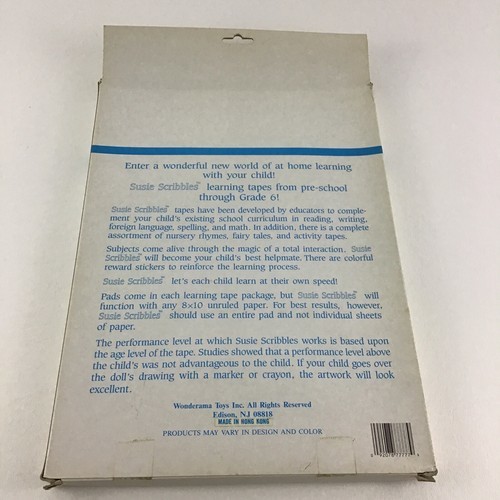 Enter a wonderful new world of at home learning
with your child!
Susie Scribbles™ learning tapes from pre-school
through Grade 6!
Susie Scribbles™ tapes have been developed by educators to comple-
ment your child's existing school curriculum in reading, writing,
foreign language, spelling, and math. In addition, there is a complete
assortment of nursery rhymes, fairy tales, and activity tapes.
Subjects come alive through the magic of a total interaction. Susie
Scribbles™ will become your child's best helpmate. There are colorful
reward stickers to reinforce the learning process.
Susie Scribbles™ let's each child learn at their own speed!
Pads come in each learning tape package, but Susie Scribbles™ will
function with any 8×10 unruled paper. For best results, however,
Susie Scribbles™ should use an entire pad and not individual sheets
of paper.
The performance level at which Susie Scribbles works is based upon
the age level of the tape. Studies showed that a performance level above
the child's was not advantageous to the child. If your child goes over
the doll's drawing with a marker or crayon, the artwork will look
excellent.
Wonderama Toys Inc. All Rights Reserved
Edison, NJ 08818
MADE IN HONG KONG
PRODUCTS MAY VARY IN DESIGN AND COLOR